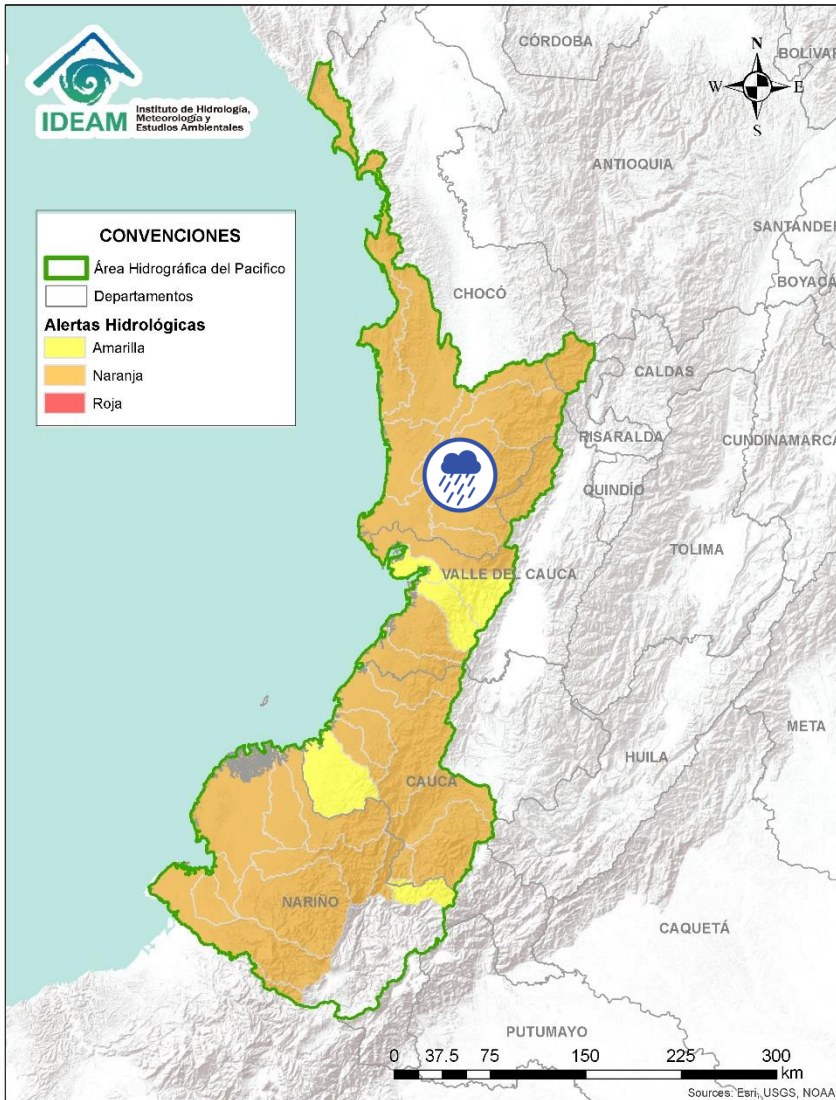 IDEAM
Instituto de Hidrología,
Meteorología y
Estudios Ambientales
N
W
E
S
CÓRDOBA
BOLÍVAR
ANTIOQUIA
SANTANDER
BOYACÁ
CHOCÓ
CALDAS
RISARALDA
CUNDINAMARCA
QUINDÍO
TOLIMA
VALLE DEL CAUCA
META
HUILA
CAUCA
NARIÑO
CAQUETÁ
PUTUMAYO
CONVENCIONES
Área Hidrográfica del Pacifico
Departamentos
Alertas Hidrológicas
Amarilla
Naranja
Roja
0 37.5 75 150 225 300
km
Sources: Esri, USGS, NOAA